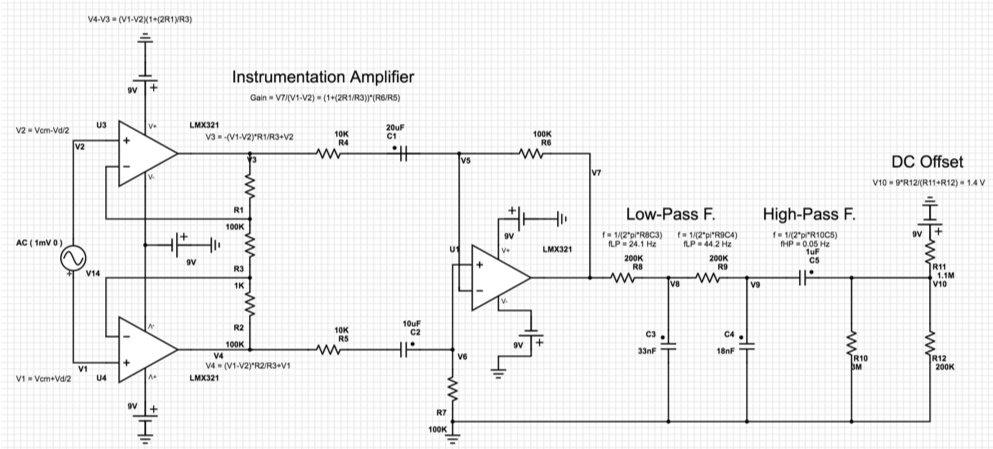 V4-V3 = (V1-V2)(1+(2R1)/R3)
9V
+
Instrumentation Amplifier
Gain = V7/(V1-V2) = (1+(2R1/R3))*(R6/R5)
V2 = Vcm-Vd/2
U3
V2
V+
V-
+
−
LMX321
V3 = -(V1-V2)*R1/R3+V2
V3
10K
R4
20uF
C1
V5
100K
R6
V7
R1
100K
AC ( 1mV 0 )
+
V14
+
9V
R3
1K
R2
100K
V4
V4 = (V1-V2)*R2/R3+V1
LMX321
V1 = Vcm+Vd/2
V1
U4
−
+
V-
V+
9V
+
10K
R5
10uF
C2
V6
R7
100K
U1
+
−
V+
V-
+
9V
LMX321
9V
+
Low-Pass F.
f = 1/(2*pi*R8C3)
fLP = 24.1 Hz
200K
R8
f = 1/(2*pi*R9C4)
fLP = 44.2 Hz
200K
R9
V8
V9
C3
33nF
C4
18nF
High-Pass F.
f = 1/(2*pi*R10C5)
fHP = 0.05 Hz
1uF
C5
R10
3M
DC Offset
V10 = 9*R12/(R11+R12) = 1.4 V
9V
+
R11
1.1M
V10
R12
200K